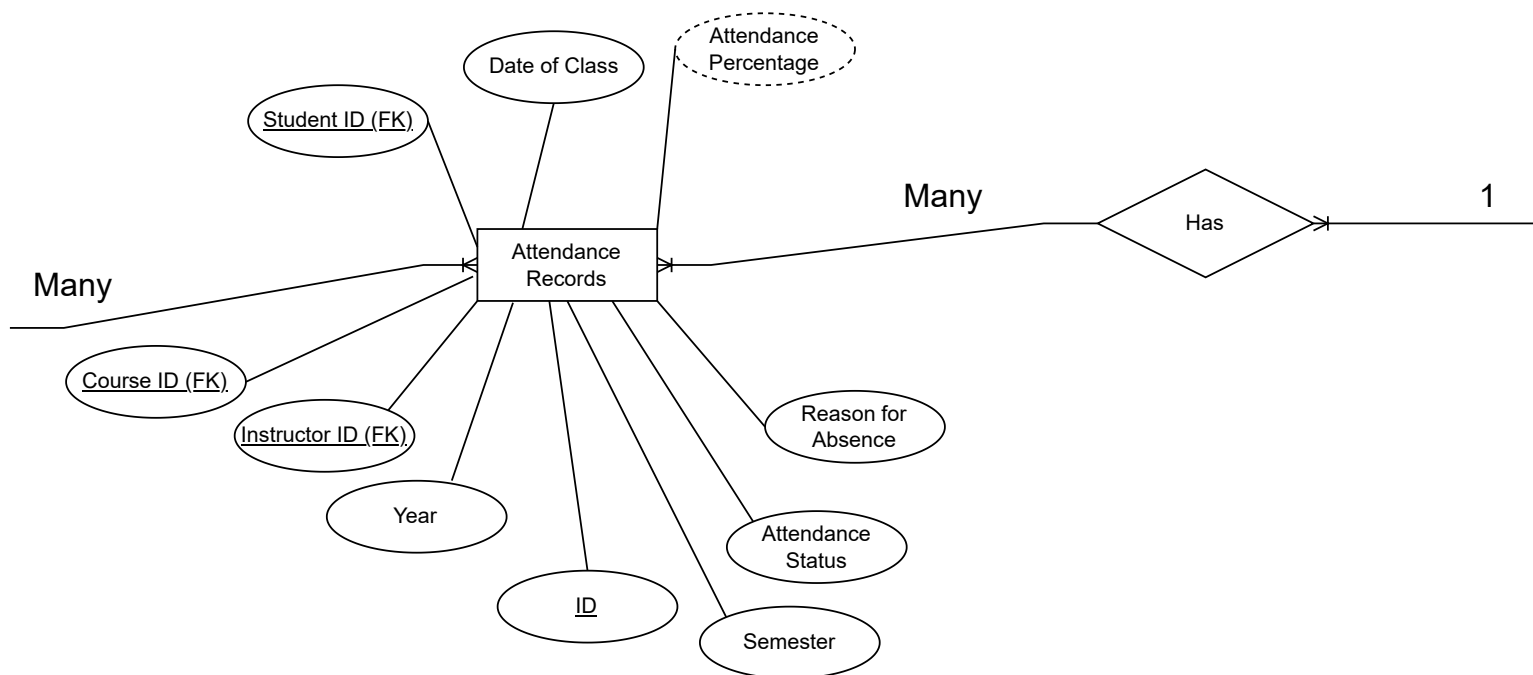 Attendance
Percentage
Date of Class
Student ID (FK)
Many
1
Has
Attendance
Records
Many
Course ID (FK)
Instructor ID (FK)
Reason for
Absence
Year
Attendance
Status
ID
Semester